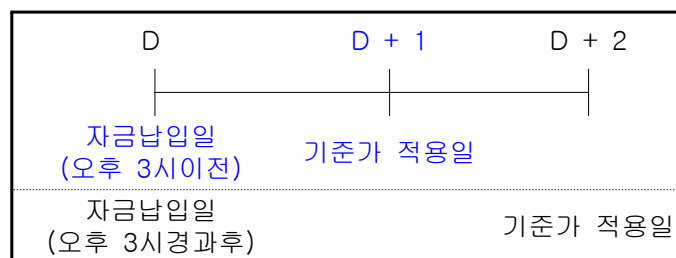 D D + 1 D + 2
자금납입일
(오후 3시이전)
기준가 적용일
자금납입일
(오후 3시경과후)
기준가 적용일